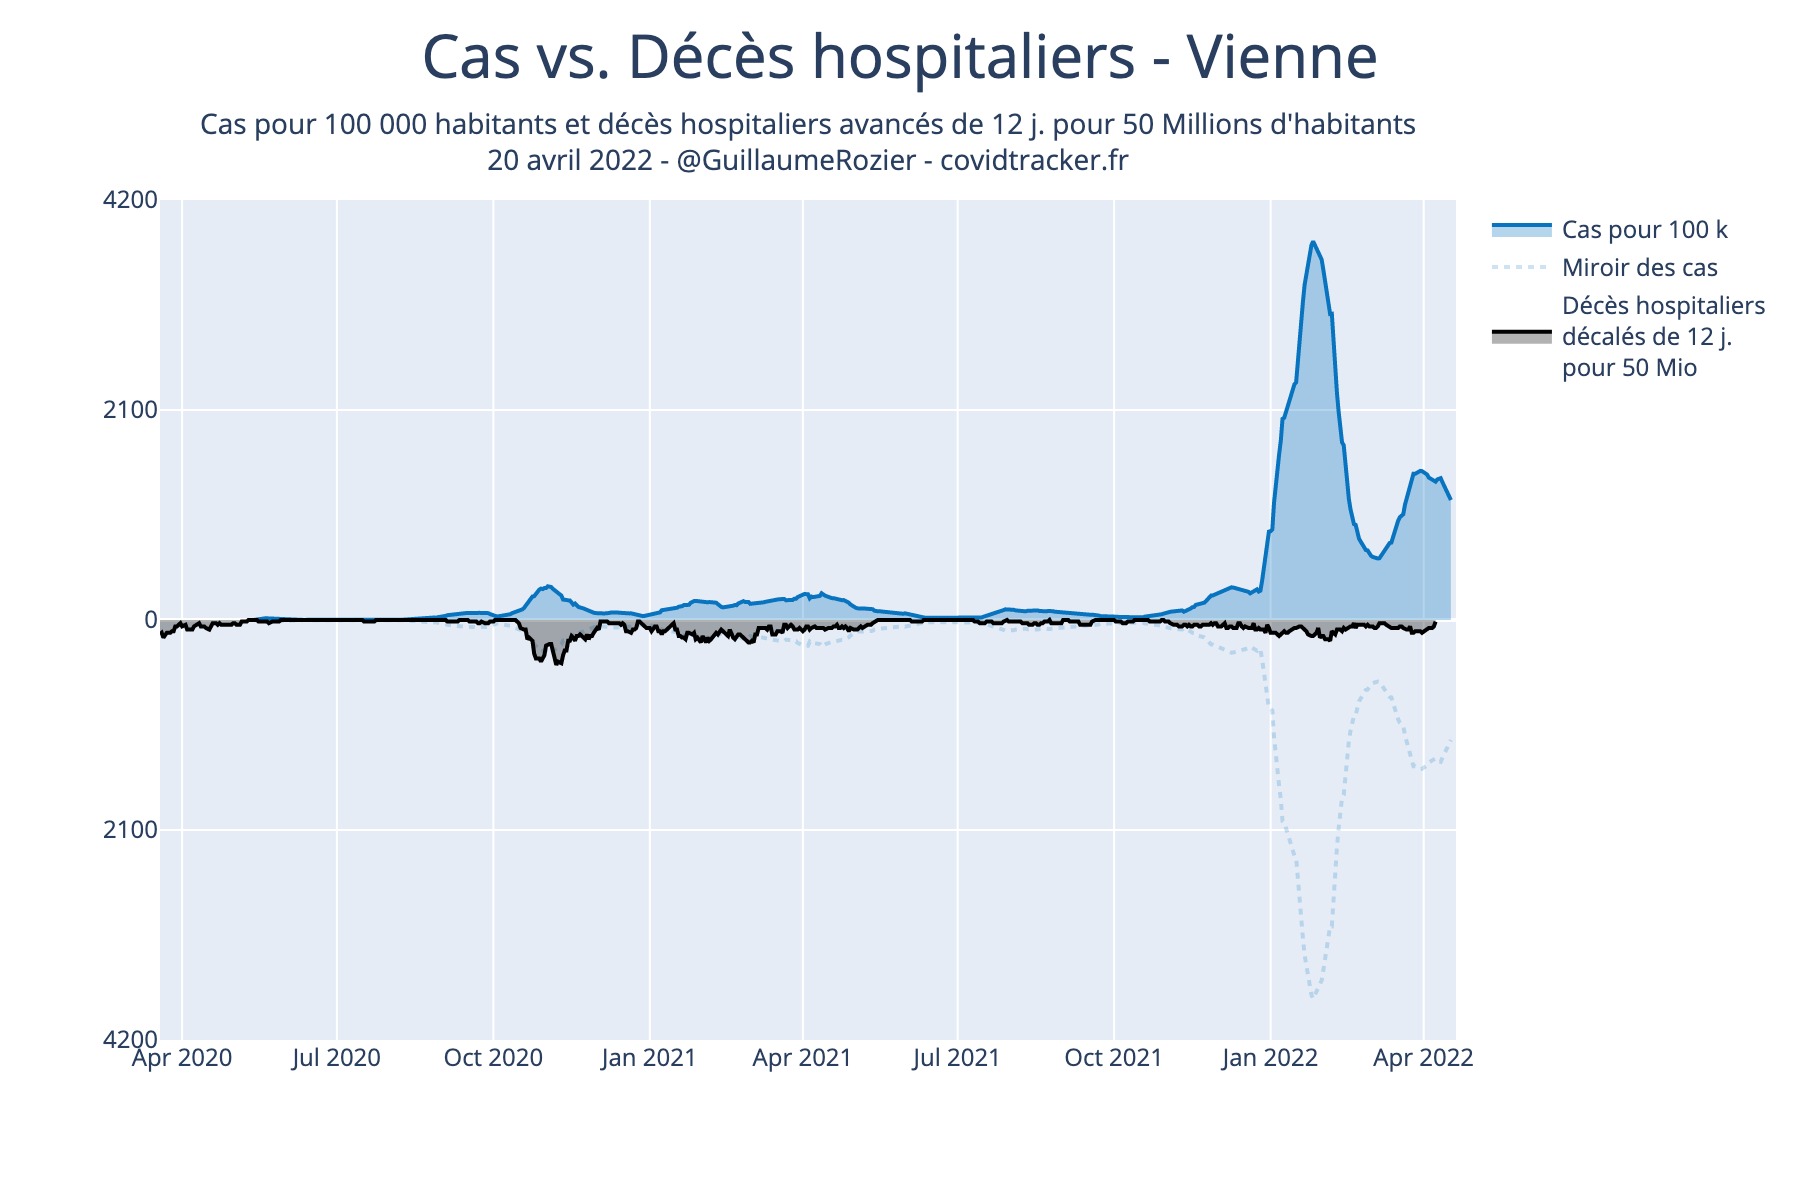 Cas vs. Décès hospitaliers - Vienne
Cas pour 100 000 habitants et décès hospitaliers avancés de 12 j. pour 50 Millions d'habitants
20 avril 2022 - @GuillaumeRozier - covidtracker.fr
4200
2100
0
2100
4200
Apr 2020
Jul 2020
Oct 2020
Jan 2021
Apr 2021
Jul 2021
Oct 2021
Jan 2022
Apr 2022
Cas pour 100 k
Miroir des cas
Décès hospitaliers
décalés de 12 j.
pour 50 Mio